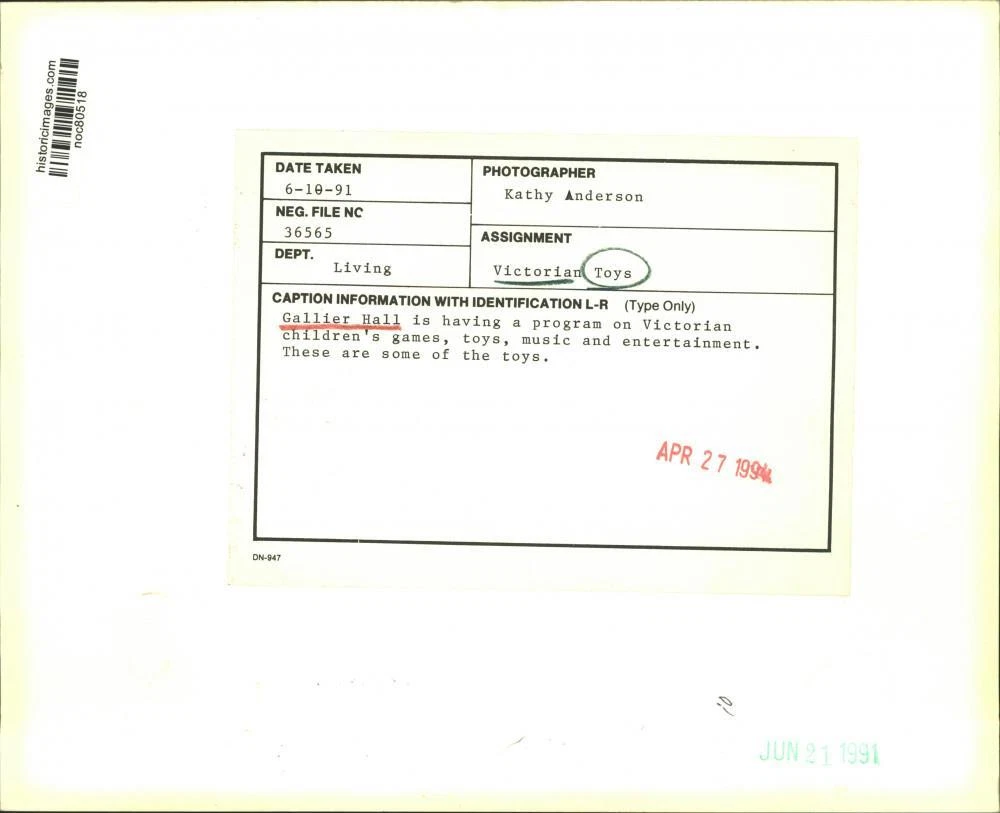 historicimages.com
noc80518
DATE TAKEN
6-10-91
PHOTOGRAPHER
Kathy Anderson
NEG. FILE NO
36565
ASSIGNMENT
Victorian Toys
DEPT.
Living
CAPTION INFORMATION WITH IDENTIFICATION L-R (Type Only)
Gallier Hall is having a program on Victorian
children's games, toys, music and entertainment.
These are some of the toys.
APR 27 1994
DN-947
JUN 21 1991